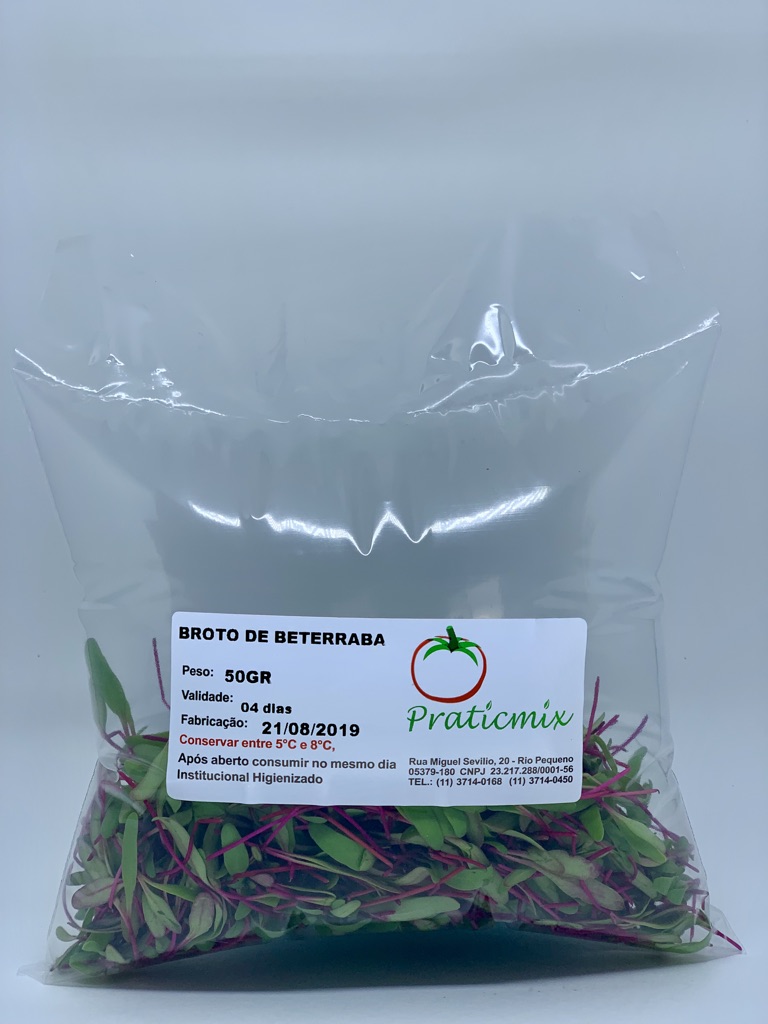 BROTO DE BETERRABA
Peso: 50GR
Validade: 04 dias
Fabricação: 21/08/2019
Conservar entre 5°C e 8°C,
Após aberto consumir no mesmo dia
Institucional Higienizado
Praticmix
Rua Miguel Sevílio, 20 - Rio Pequeno
05379-180 CNPJ 23.217.288/0001-56
TEL.: (11) 3714-0168 (11) 3714-0450